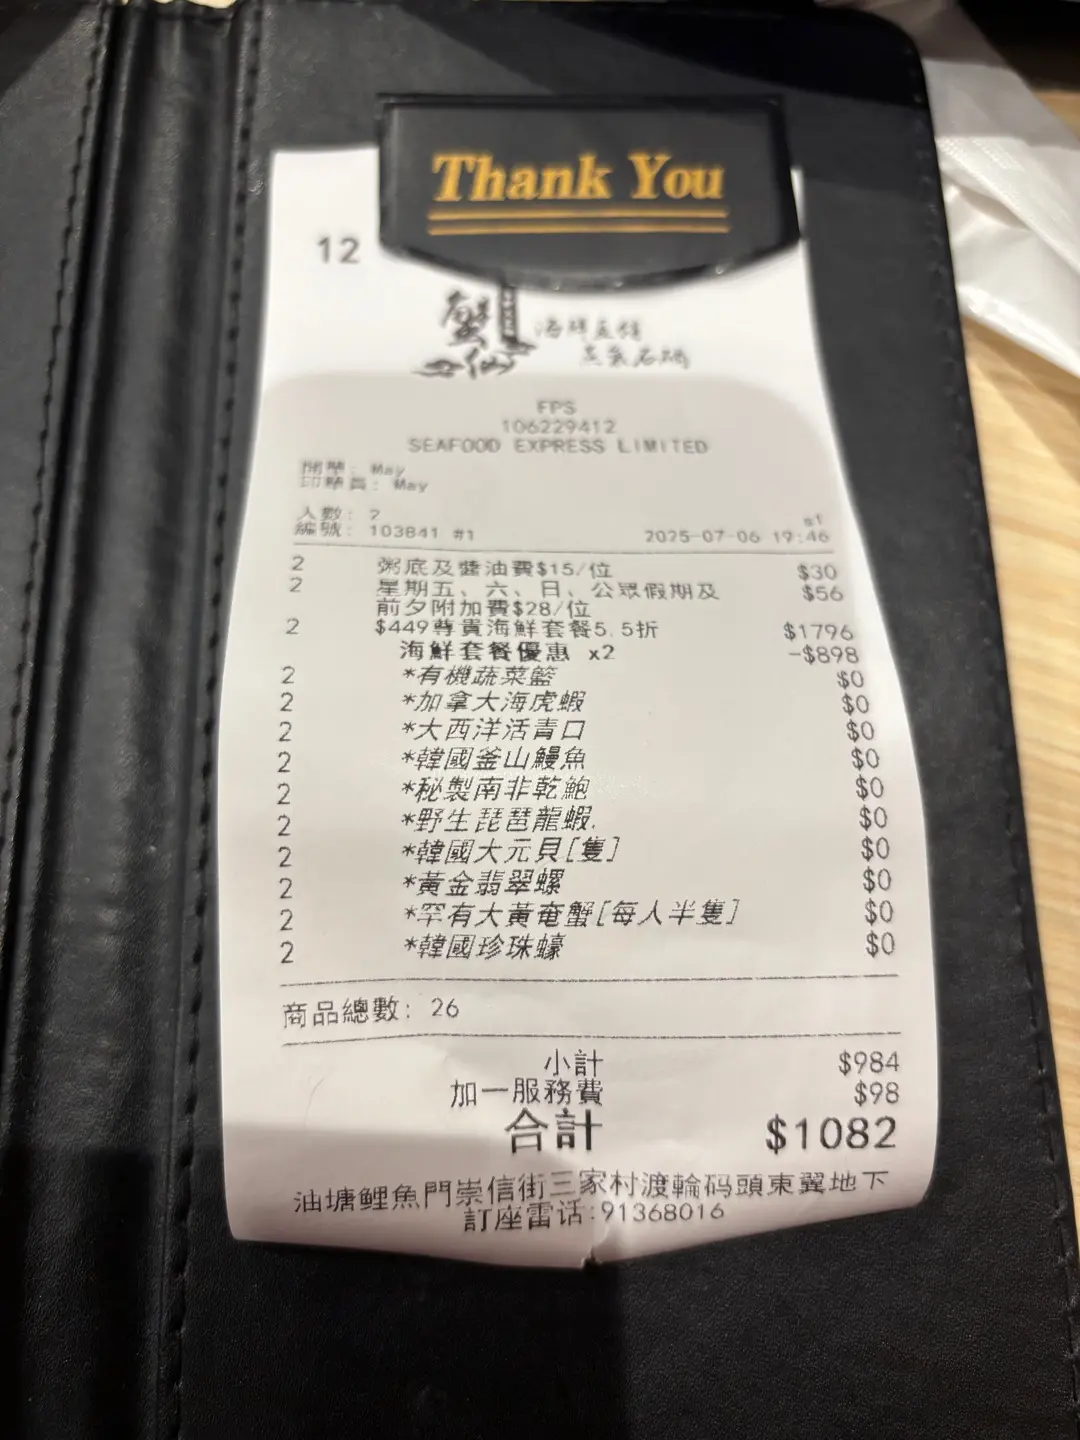 Thank You
12
蟹
FPS
106229412
SEAFOOD EXPRESS LIMITED
開單: May
印單員: May
人數: 2
編號: 103841 #1 2025-07-06 19:46
2 粥底及醬油費$15/位 $30
2 星期五、六、日、公眾假期及 $56
前夕附加費$28/位
2 $449尊貴海鮮套餐5.5折 $1796
海鮮套餐優惠 x2 -$898
2 *有機蔬菜籃 $0
2 *加拿大海虎蝦 $0
2 *大西洋活青口 $0
2 *韓國釜山鰻魚 $0
2 *秘製南非乾鮑 $0
2 *野生琵琶龍蝦. $0
2 *韓國大元貝[隻] $0
2 *黃金翡翠螺 $0
2 *罕有大黃奄蟹[每人半隻] $0
2 *韓國珍珠蠔 $0
商品總數: 26
小計 $984
加一服務費 $98
合計 $1082
油塘鯉魚門崇信街三家村渡輪码頭東翼地下
訂座雷话:91368016